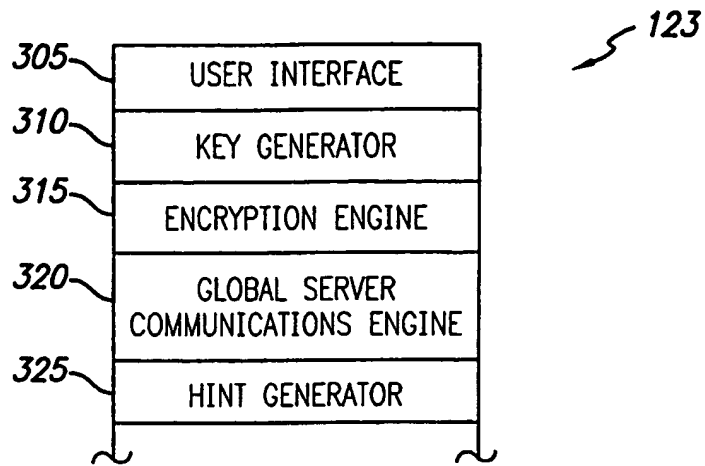 123
305 USER INTERFACE
310 KEY GENERATOR
315 ENCRYPTION ENGINE
320 GLOBAL SERVER
COMMUNICATIONS ENGINE
325 HINT GENERATOR